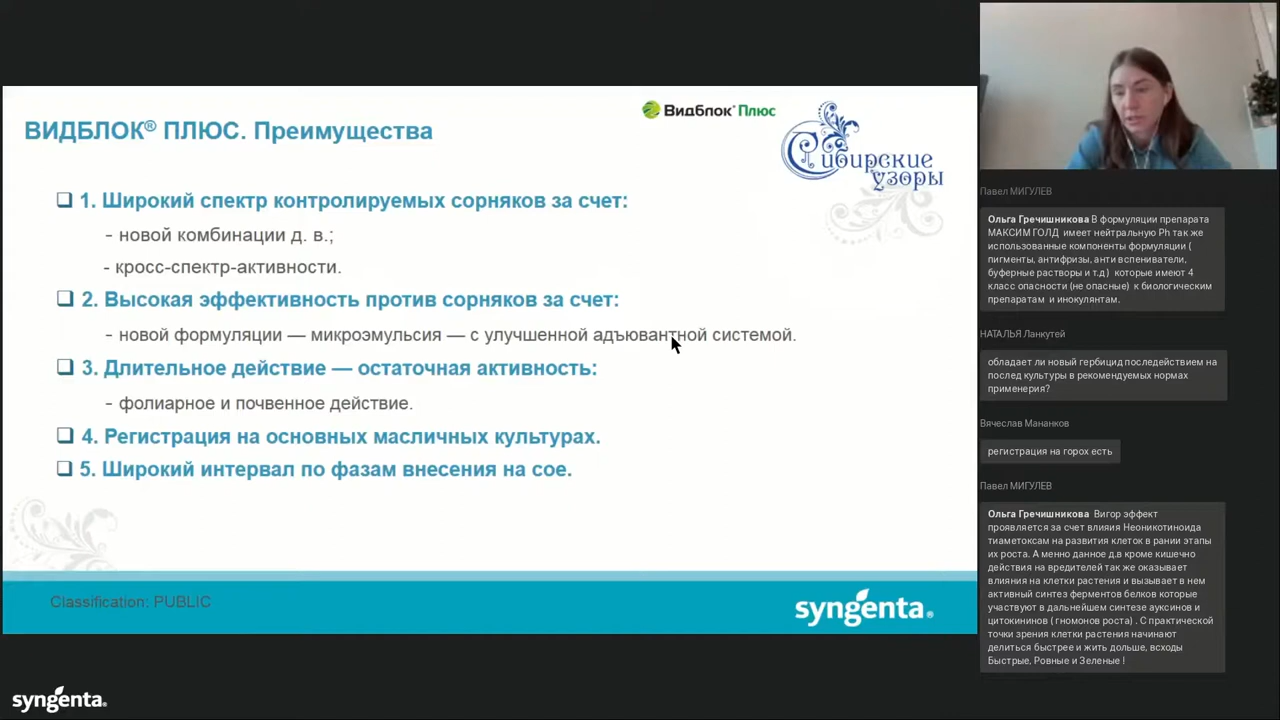 ВИДБЛОК® ПЛЮС. Преимущества
Видблок® Плюс
Сибирские
узоры
❑ 1. Широкий спектр контролируемых сорняков за счет:
- новой комбинации д. в.;
- кросс-спектр-активности.
❑ 2. Высокая эффективность против сорняков за счет:
- новой формуляции — микроэмульсия — с улучшенной адъювантной системой.
❑ 3. Длительное действие — остаточная активность:
- фолиарное и почвенное действие.
❑ 4. Регистрация на основных масличных культурах.
❑ 5. Широкий интервал по фазам внесения на сое.
Classification: PUBLIC
syngenta®
syngenta®
Павел МИГУЛЕВ
Ольга Гречишникова В формуляции препарата
МАКСИМ ГОЛД имеет нейтральную Ph так же
использованные компоненты формуляции (
пигменты, антифризы, анти вспениватели,
буферные растворы и т.д ) которые имеют 4
класс опасности (не опасные) к биологическим
препаратам и инокулянтам.
НАТАЛЬЯ Ланкутей
обладает ли новый гербицид последействием на
послед культуры в рекомендуемых нормах
применерия?
Вячеслав Мананков
регистрация на горох есть
Павел МИГУЛЕВ
Ольга Гречишникова Вигор эффект
проявляется за счет влияия Неоникотиноида
тиаметоксам на развития клеток в рании этапы
их роста. А менно данное д.в кроме кишечно
действия на вредителей так же оказывает
влияния на клетки растения и вызывает в нем
активный синтез ферментов белков которые
участвуют в дальнейшем синтезе ауксинов и
цитокининов ( гномонов роста) . С практической
точки зрения клетки растения начинают
делиться быстрее и жить дольше, всходы
Быстрые, Ровные и Зеленые !